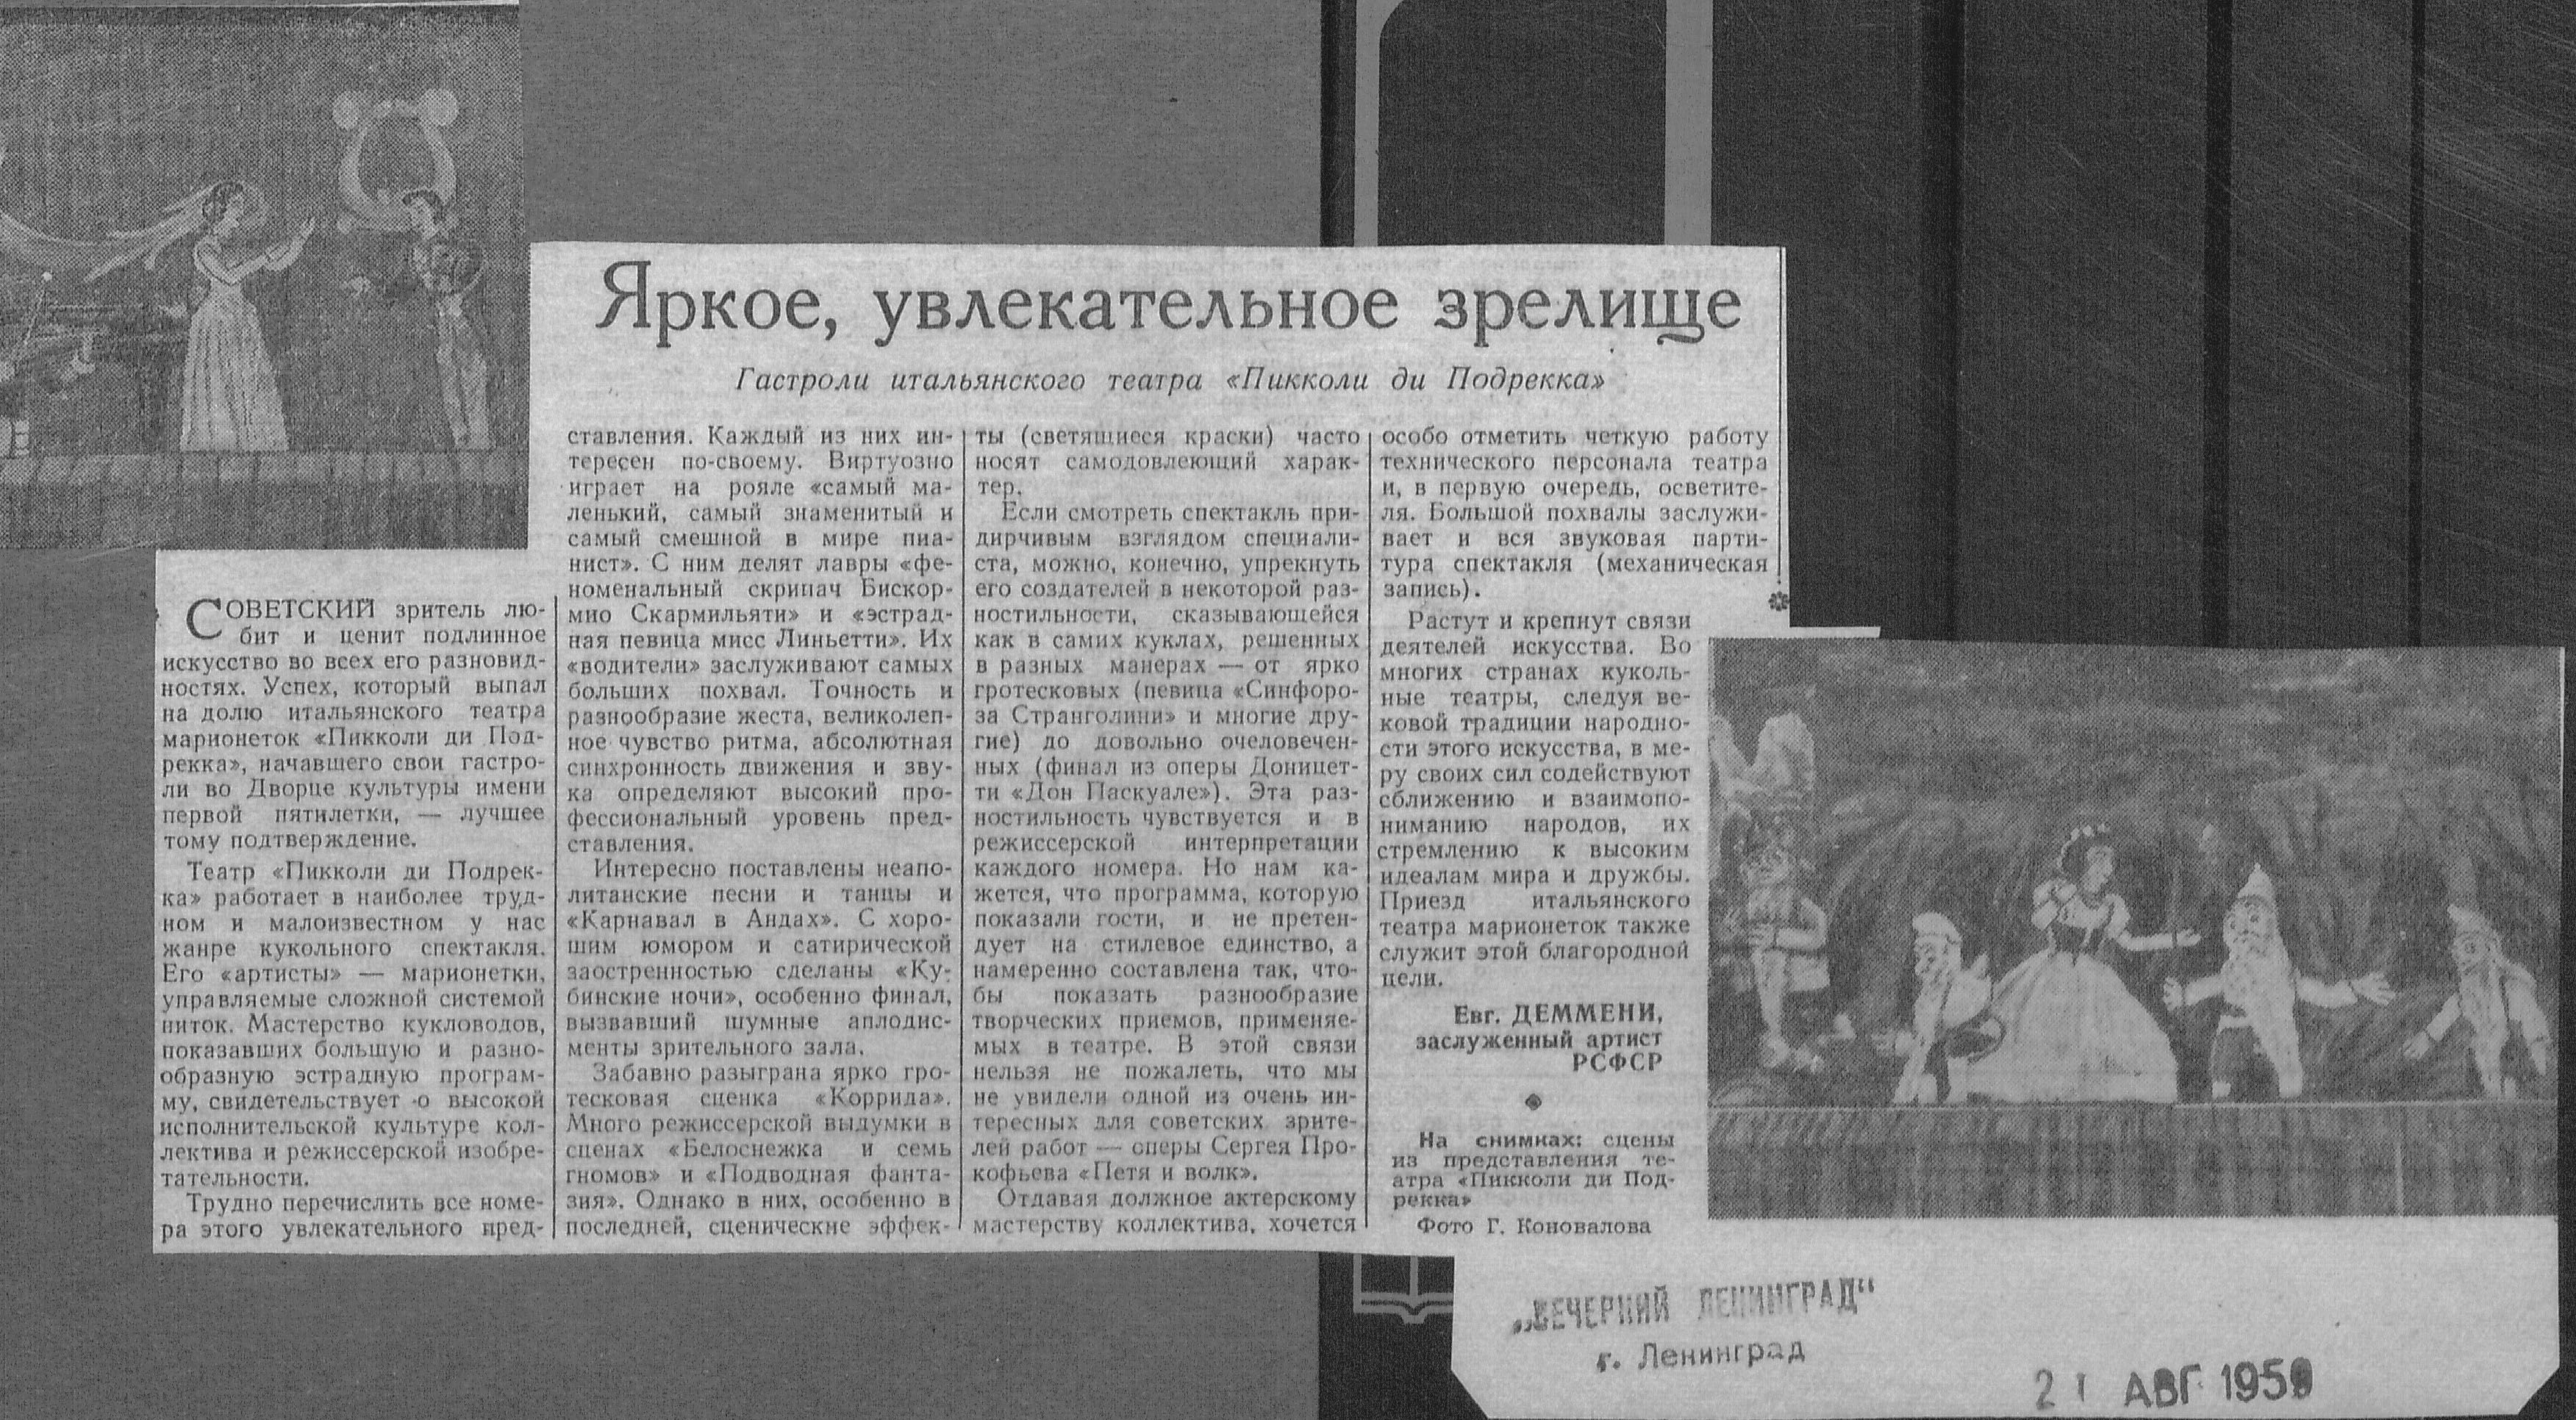 Яркое, увлекательное зрелище
Гастроли итальянского театра «Пикколи ди Подрекка»
СОВЕТСКИЙ зритель лю-
бит и ценит подлинное
искусство во всех его разновид-
ностях. Успех, который выпал
на долю итальянского театра
марионеток «Пикколи ди Под-
рекка», начавшего свои гастро-
ли во Дворце культуры имени
первой пятилетки, — лучшее
тому подтверждение.
Театр «Пикколи ди Подрек-
ка» работает в наиболее труд-
ном и малоизвестном у нас
жанре кукольного спектакля.
Его «артисты» — марионетки,
управляемые сложной системой
ниток. Мастерство кукловодов,
показавших большую и разно-
образную эстрадную програм-
му, свидетельствует о высокой
исполнительской культуре кол-
лектива и режиссерской изобре-
тательности.
Трудно перечислить все номе-
ра этого увлекательного пред-
ставления. Каждый из них ин-
тересен по-своему. Виртуозно
играет на рояле «самый ма-
ленький, самый знаменитый и
самый смешной в мире пиа-
нист». С ним делят лавры «фе-
номенальный скрипач Бискор-
мио Скармильяти» и «эстрад-
ная певица мисс Линьетти». Их
«водители» заслуживают самых
больших похвал. Точность и
разнообразие жеста, великолеп-
ное чувство ритма, абсолютная
синхронность движения и зву-
ка определяют высокий про-
фессиональный уровень пред-
ставления.
Интересно поставлены неапо-
литанские песни и танцы и
«Карнавал в Андах». С хоро-
шим юмором и сатирической
заостренностью сделаны «Ку-
бинские ночи», особенно финал,
вызвавший шумные аплодис-
менты зрительного зала.
Забавно разыграна ярко гро-
тесковая сценка «Коррида».
Много режиссерской выдумки в
сценах «Белоснежка и семь
гномов» и «Подводная фанта-
зия». Однако в них, особенно в
последней, сценические эффек-
ты (светящиеся краски) часто
носят самодовлеющий харак-
тер.
Если смотреть спектакль при-
дирчивым взглядом специали-
ста, можно, конечно, упрекнуть
его создателей в некоторой раз-
ностильности, сказывающейся
как в самих куклах, решенных
в разных манерах — от ярко
гротесковых (певица «Синфоро-
за Странголини» и многие дру-
гие) до довольно очеловечен-
ных (финал из оперы Доницет-
ти «Дон Паскуале»). Эта раз-
ностильность чувствуется и в
режиссерской интерпретации
каждого номера. Но нам ка-
жется, что программа, которую
показали гости, и не претен-
дует на стилевое единство, а
намеренно составлена так, что-
бы показать разнообразие
творческих приемов, применяе-
мых в театре. В этой связи
нельзя не пожалеть, что мы
не увидели одной из очень ин-
тересных для советских зрите-
лей работ — оперы Сергея Про-
кофьева «Петя и волк».
Отдавая должное актерскому
мастерству коллектива, хочется
особо отметить четкую работу
технического персонала театра
и, в первую очередь, осветите-
ля. Большой похвалы заслужи-
вает и вся звуковая парти-
тура спектакля (механическая
запись).
Растут и крепнут связи
деятелей искусства. Во
многих странах куколь-
ные театры, следуя ве-
ковой традиции народно-
сти этого искусства, в ме-
ру своих сил содействуют
сближению и взаимопо-
ниманию народов, их
стремлению к высоким
идеалам мира и дружбы.
Приезд итальянского
театра марионеток также
служит этой благородной
цели.
Евг. ДЕММЕНИ,
заслуженный артист
РСФСР
На снимках: сцены
из представления те-
атра «Пикколи ди Под-
рекка»
Фото Г. Коновалова
„ВЕЧЕРНИЙ ЛЕНИНГРАД“
г. Ленинград
21 АВГ